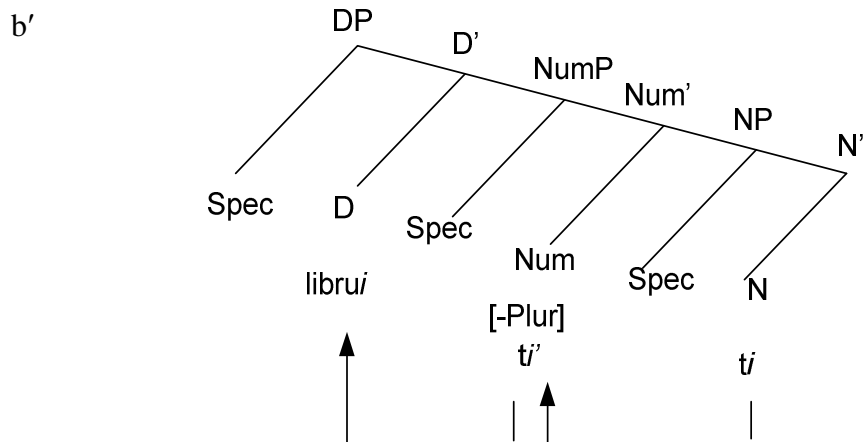 b′
DP
D’
NumP
Num’
NP
N’
Spec
D
Spec
Num
Spec
N
librui
[-Plur]
ti’
ti